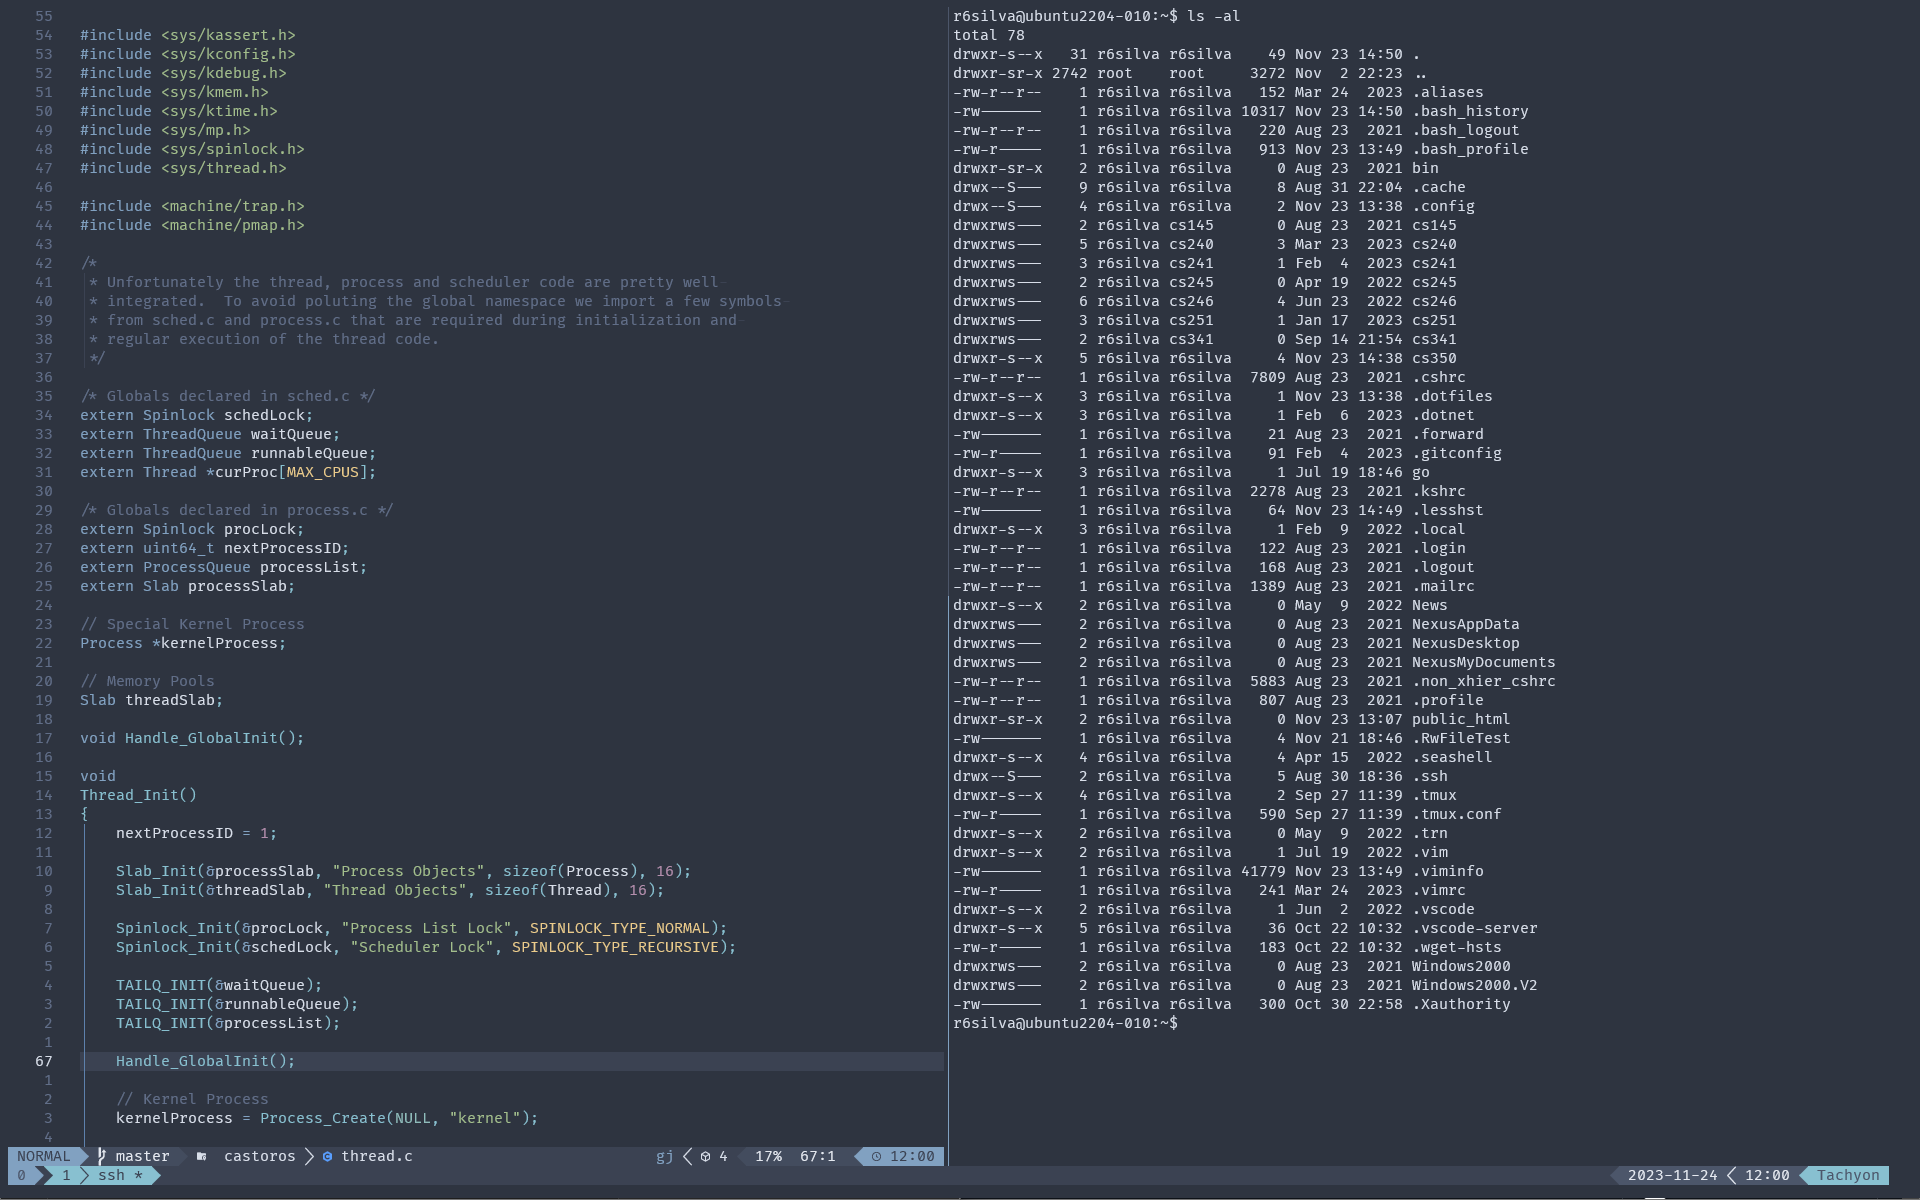 55
54 #include <sys/kassert.h>
53 #include <sys/kconfig.h>
52 #include <sys/kdebug.h>
51 #include <sys/kmem.h>
50 #include <sys/ktime.h>
49 #include <sys/mp.h>
48 #include <sys/spinlock.h>
47 #include <sys/thread.h>
46
45 #include <machine/trap.h>
44 #include <machine/pmap.h>
43
42 /*
41  * Unfortunately the thread, process and scheduler code are pretty well
40  * integrated.  To avoid poluting the global namespace we import a few symbols
39  * from sched.c and process.c that are required during initialization and
38  * regular execution of the thread code.
37  */
36
35 /* Globals declared in sched.c */
34 extern Spinlock schedLock;
33 extern ThreadQueue waitQueue;
32 extern ThreadQueue runnableQueue;
31 extern Thread *curProc[MAX_CPUS];
30
29 /* Globals declared in process.c */
28 extern Spinlock procLock;
27 extern uint64_t nextProcessID;
26 extern ProcessQueue processList;
25 extern Slab processSlab;
24
23 // Special Kernel Process
22 Process *kernelProcess;
21
20 // Memory Pools
19 Slab threadSlab;
18
17 void Handle_GlobalInit();
16
15 void
14 Thread_Init()
13 {
12     nextProcessID = 1;
11
10     Slab_Init(&processSlab, "Process Objects", sizeof(Process), 16);
9     Slab_Init(&threadSlab, "Thread Objects", sizeof(Thread), 16);
8
7     Spinlock_Init(&procLock, "Process List Lock", SPINLOCK_TYPE_NORMAL);
6     Spinlock_Init(&schedLock, "Scheduler Lock", SPINLOCK_TYPE_RECURSIVE);
5
4     TAILQ_INIT(&waitQueue);
3     TAILQ_INIT(&runnableQueue);
2     TAILQ_INIT(&processList);
1
67     Handle_GlobalInit();
1
2     // Kernel Process
3     kernelProcess = Process_Create(NULL, "kernel");
4
NORMAL master castoros thread.c gj 4 17% 67:1 12:00
r6silva@ubuntu2204-010:~$ ls -al
total 78
drwxr-s--x   31 r6silva r6silva    49 Nov 23 14:50 .
drwxr-sr-x 2742 root    root     3272 Nov  2 22:23 ..
-rw-r--r--    1 r6silva r6silva   152 Mar 24  2023 .aliases
-rw-------    1 r6silva r6silva 10317 Nov 23 14:50 .bash_history
-rw-r--r--    1 r6silva r6silva   220 Aug 23  2021 .bash_logout
-rw-r-----    1 r6silva r6silva   913 Nov 23 13:49 .bash_profile
drwxr-sr-x    2 r6silva r6silva     0 Aug 23  2021 bin
drwx--S---    9 r6silva r6silva     8 Aug 31 22:04 .cache
drwx--S---    4 r6silva r6silva     2 Nov 23 13:38 .config
drwxrws---    2 r6silva cs145       0 Aug 23  2021 cs145
drwxrws---    5 r6silva cs240       3 Mar 23  2023 cs240
drwxrws---    3 r6silva cs241       1 Feb  4  2023 cs241
drwxrws---    2 r6silva cs245       0 Apr 19  2022 cs245
drwxrws---    6 r6silva cs246       4 Jun 23  2022 cs246
drwxrws---    3 r6silva cs251       1 Jan 17  2023 cs251
drwxrws---    2 r6silva cs341       0 Sep 14 21:54 cs341
drwxr-s--x    5 r6silva r6silva     4 Nov 23 14:38 cs350
-rw-r--r--    1 r6silva r6silva  7809 Aug 23  2021 .cshrc
drwxr-s--x    3 r6silva r6silva     1 Nov 23 13:38 .dotfiles
drwxr-s--x    3 r6silva r6silva     1 Feb  6  2023 .dotnet
-rw-------    1 r6silva r6silva    21 Aug 23  2021 .forward
-rw-r-----    1 r6silva r6silva    91 Feb  4  2023 .gitconfig
drwxr-s--x    3 r6silva r6silva     1 Jul 19 18:46 go
-rw-r--r--    1 r6silva r6silva  2278 Aug 23  2021 .kshrc
-rw-------    1 r6silva r6silva    64 Nov 23 14:49 .lesshst
drwxr-s--x    3 r6silva r6silva     1 Feb  9  2022 .local
-rw-r--r--    1 r6silva r6silva   122 Aug 23  2021 .login
-rw-r--r--    1 r6silva r6silva   168 Aug 23  2021 .logout
-rw-r--r--    1 r6silva r6silva  1389 Aug 23  2021 .mailrc
drwxr-s--x    2 r6silva r6silva     0 May  9  2022 News
drwxrws---    2 r6silva r6silva     0 Aug 23  2021 NexusAppData
drwxrws---    2 r6silva r6silva     0 Aug 23  2021 NexusDesktop
drwxrws---    2 r6silva r6silva     0 Aug 23  2021 NexusMyDocuments
-rw-r--r--    1 r6silva r6silva  5883 Aug 23  2021 .non_xhier_cshrc
-rw-r--r--    1 r6silva r6silva   807 Aug 23  2021 .profile
drwxr-sr-x    2 r6silva r6silva     0 Nov 23 13:07 public_html
-rw-------    1 r6silva r6silva     4 Nov 21 18:46 .RwFileTest
drwxr-s--x    4 r6silva r6silva     4 Apr 15  2022 .seashell
drwx--S---    2 r6silva r6silva     5 Aug 30 18:36 .ssh
drwxr-s--x    4 r6silva r6silva     2 Sep 27 11:39 .tmux
-rw-r-----    1 r6silva r6silva   590 Sep 27 11:39 .tmux.conf
drwxr-s--x    2 r6silva r6silva     0 May  9  2022 .trn
drwxr-s--x    2 r6silva r6silva     1 Jul 19  2022 .vim
-rw-------    1 r6silva r6silva 41779 Nov 23 13:49 .viminfo
-rw-r-----    1 r6silva r6silva   241 Mar 24  2023 .vimrc
drwxr-s--x    2 r6silva r6silva     1 Jun  2  2022 .vscode
drwxr-s--x    5 r6silva r6silva    36 Oct 22 10:32 .vscode-server
-rw-r-----    1 r6silva r6silva   183 Oct 22 10:32 .wget-hsts
drwxrws---    2 r6silva r6silva     0 Aug 23  2021 Windows2000
drwxrws---    2 r6silva r6silva     0 Aug 23  2021 Windows2000.V2
-rw-------    1 r6silva r6silva   300 Oct 30 22:58 .Xauthority
r6silva@ubuntu2204-010:~$
0 1 ssh * 2023-11-24 12:00 Tachyon